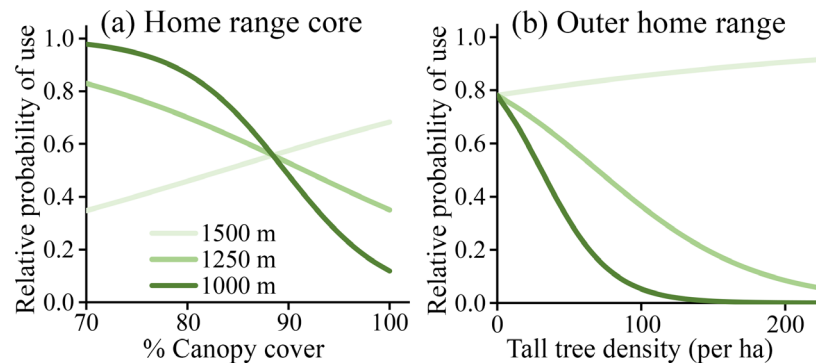 (a) Home range core
Relative probability of use
1.0
0.8
0.6
0.4
0.2
0.0
1500 m
1250 m
1000 m
70
80
90
100
% Canopy cover
(b) Outer home range
Relative probability of use
1.0
0.8
0.6
0.4
0.2
0.0
0
100
200
Tall tree density (per ha)